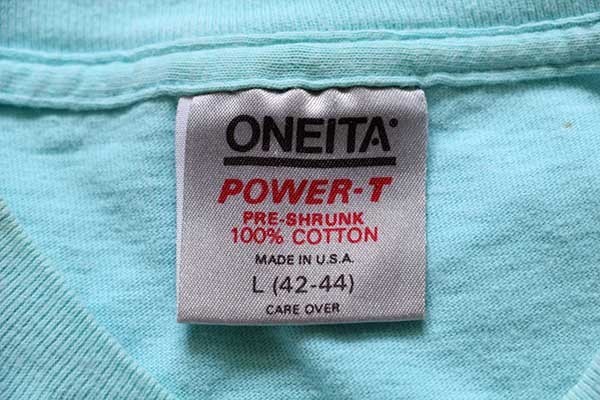 ONEITA
POWER-T
PRE-SHRUNK
100% COTTON
MADE IN U.S.A.
L (42-44)
CARE OVER